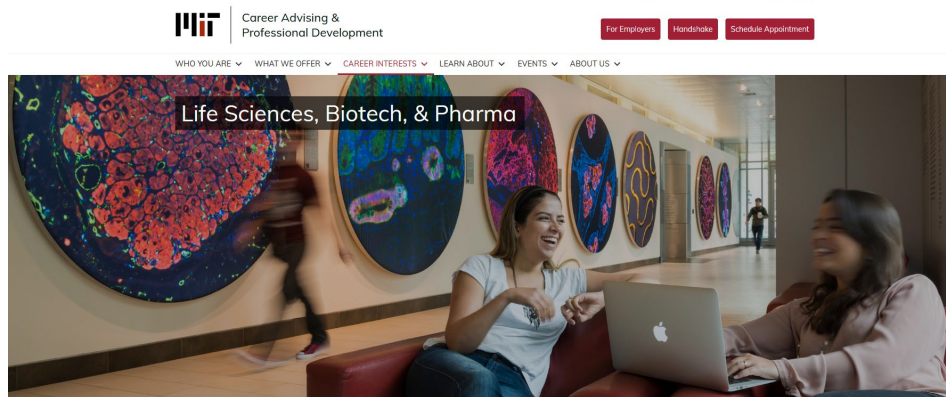 MIT
Career Advising &
Professional Development
For Employers
Handshake
Schedule Appointment
WHO YOU ARE
WHAT WE OFFER
CAREER INTERESTS
LEARN ABOUT
EVENTS
ABOUT US
Life Sciences, Biotech, & Pharma